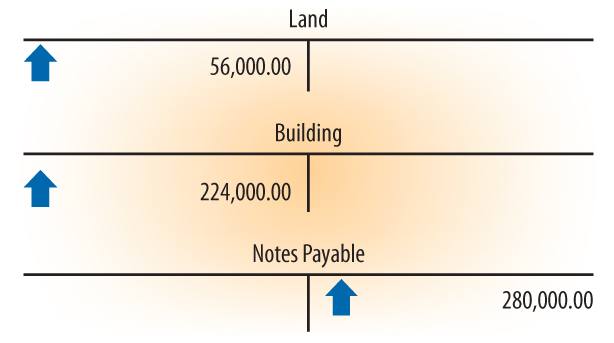 Land
56,000.00
Building
224,000.00
Notes Payable
280,000.00